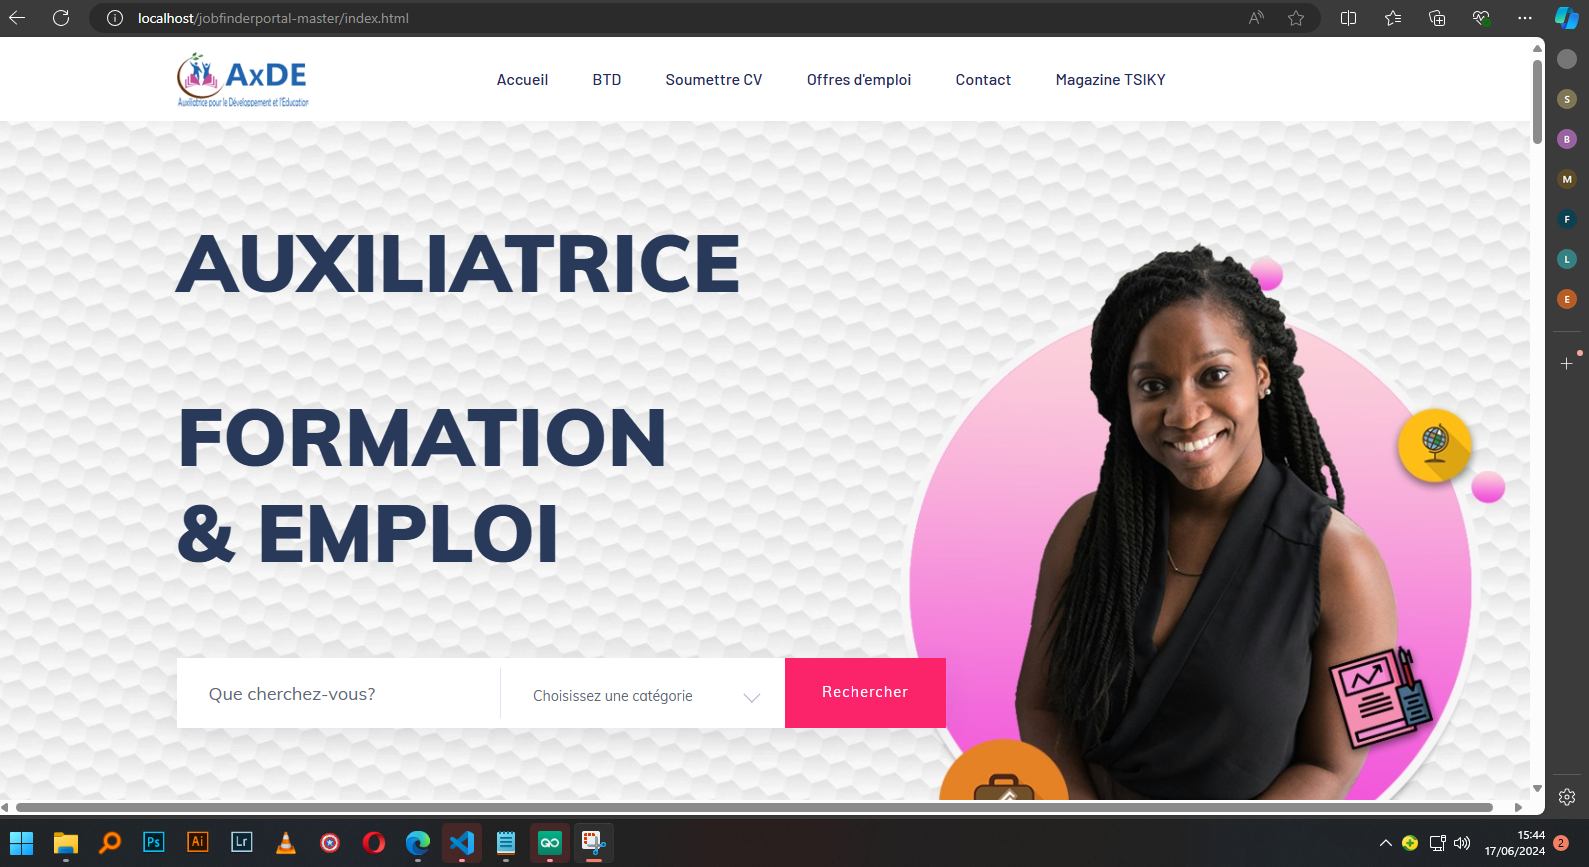 localhost/jobfinderportal-master/index.html
AxDE
Auxiliatrice pour le Développement et l'Education
Accueil BTD Soumettre CV Offres d'emploi Contact Magazine TSIKY
AUXILIATRICE
FORMATION
& EMPLOI
Que cherchez-vous? Choisissez une catégorie Rechercher
S
B
M
F
L
E
Ps Ai Lr
15:44
17/06/2024
2